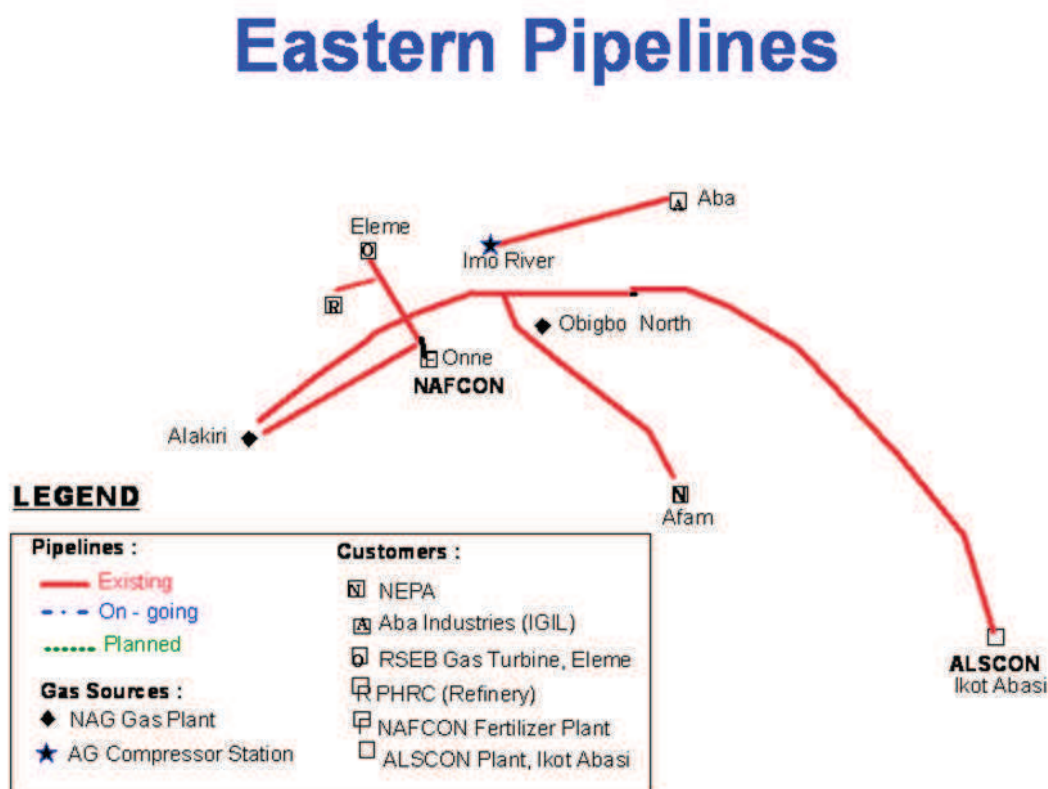 Eastern Pipelines
A Aba
Eleme
O
Imo River
R
Obigbo North
F Onne
NAFCON
Alakiri
N
Afam
ALSCON
Ikot Abasi
LEGEND
Pipelines :
Existing
On - going
Planned
Gas Sources :
NAG Gas Plant
AG Compressor Station
Customers :
N NEPA
A Aba Industries (IGIL)
O RSEB Gas Turbine, Eleme
R PHRC (Refinery)
F NAFCON Fertilizer Plant
ALSCON Plant, Ikot Abasi